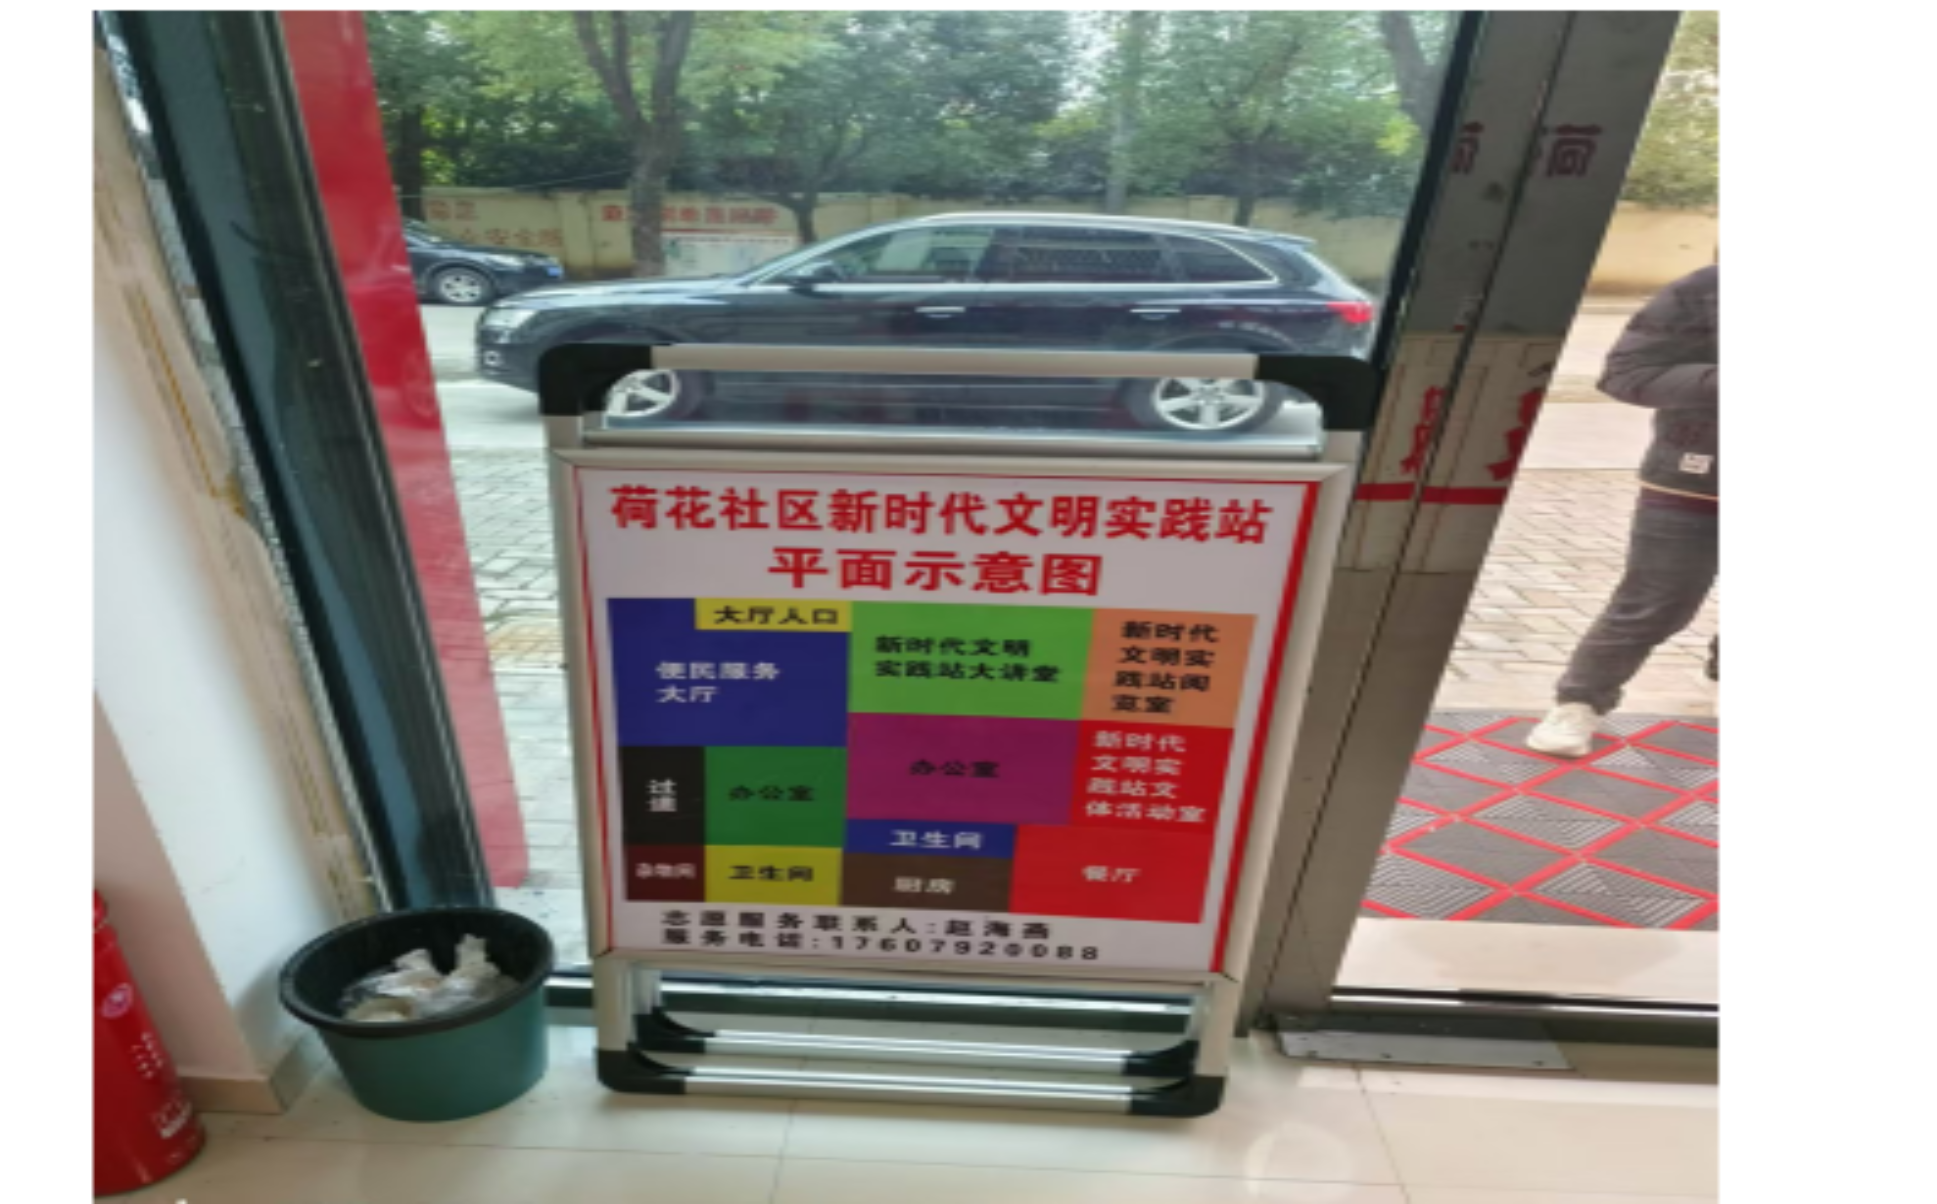 荷花社区新时代文明实践站
平面示意图
大厅入口
便民服务
大厅
新时代文明
实践站大讲堂
新时代
文明实
践站阅
览室
过道
办公室
办公室
新时代
文明实
践站文
体活动室
卫生间
杂物间
卫生间
厨房
餐厅
志愿服务联系人:赵海燕
服务电话:17607920088
荷